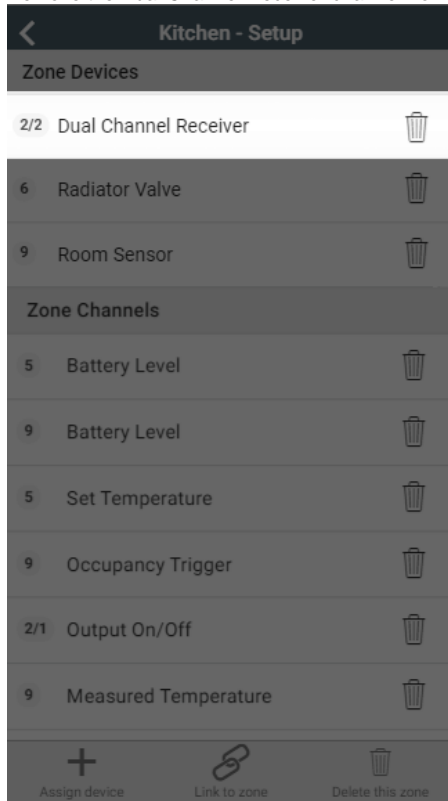 Kitchen - Setup
Zone Devices
2/2 Dual Channel Receiver
6 Radiator Valve
9 Room Sensor
Zone Channels
5 Battery Level
9 Battery Level
5 Set Temperature
9 Occupancy Trigger
2/1 Output On/Off
9 Measured Temperature
Assign device Link to zone Delete this zone